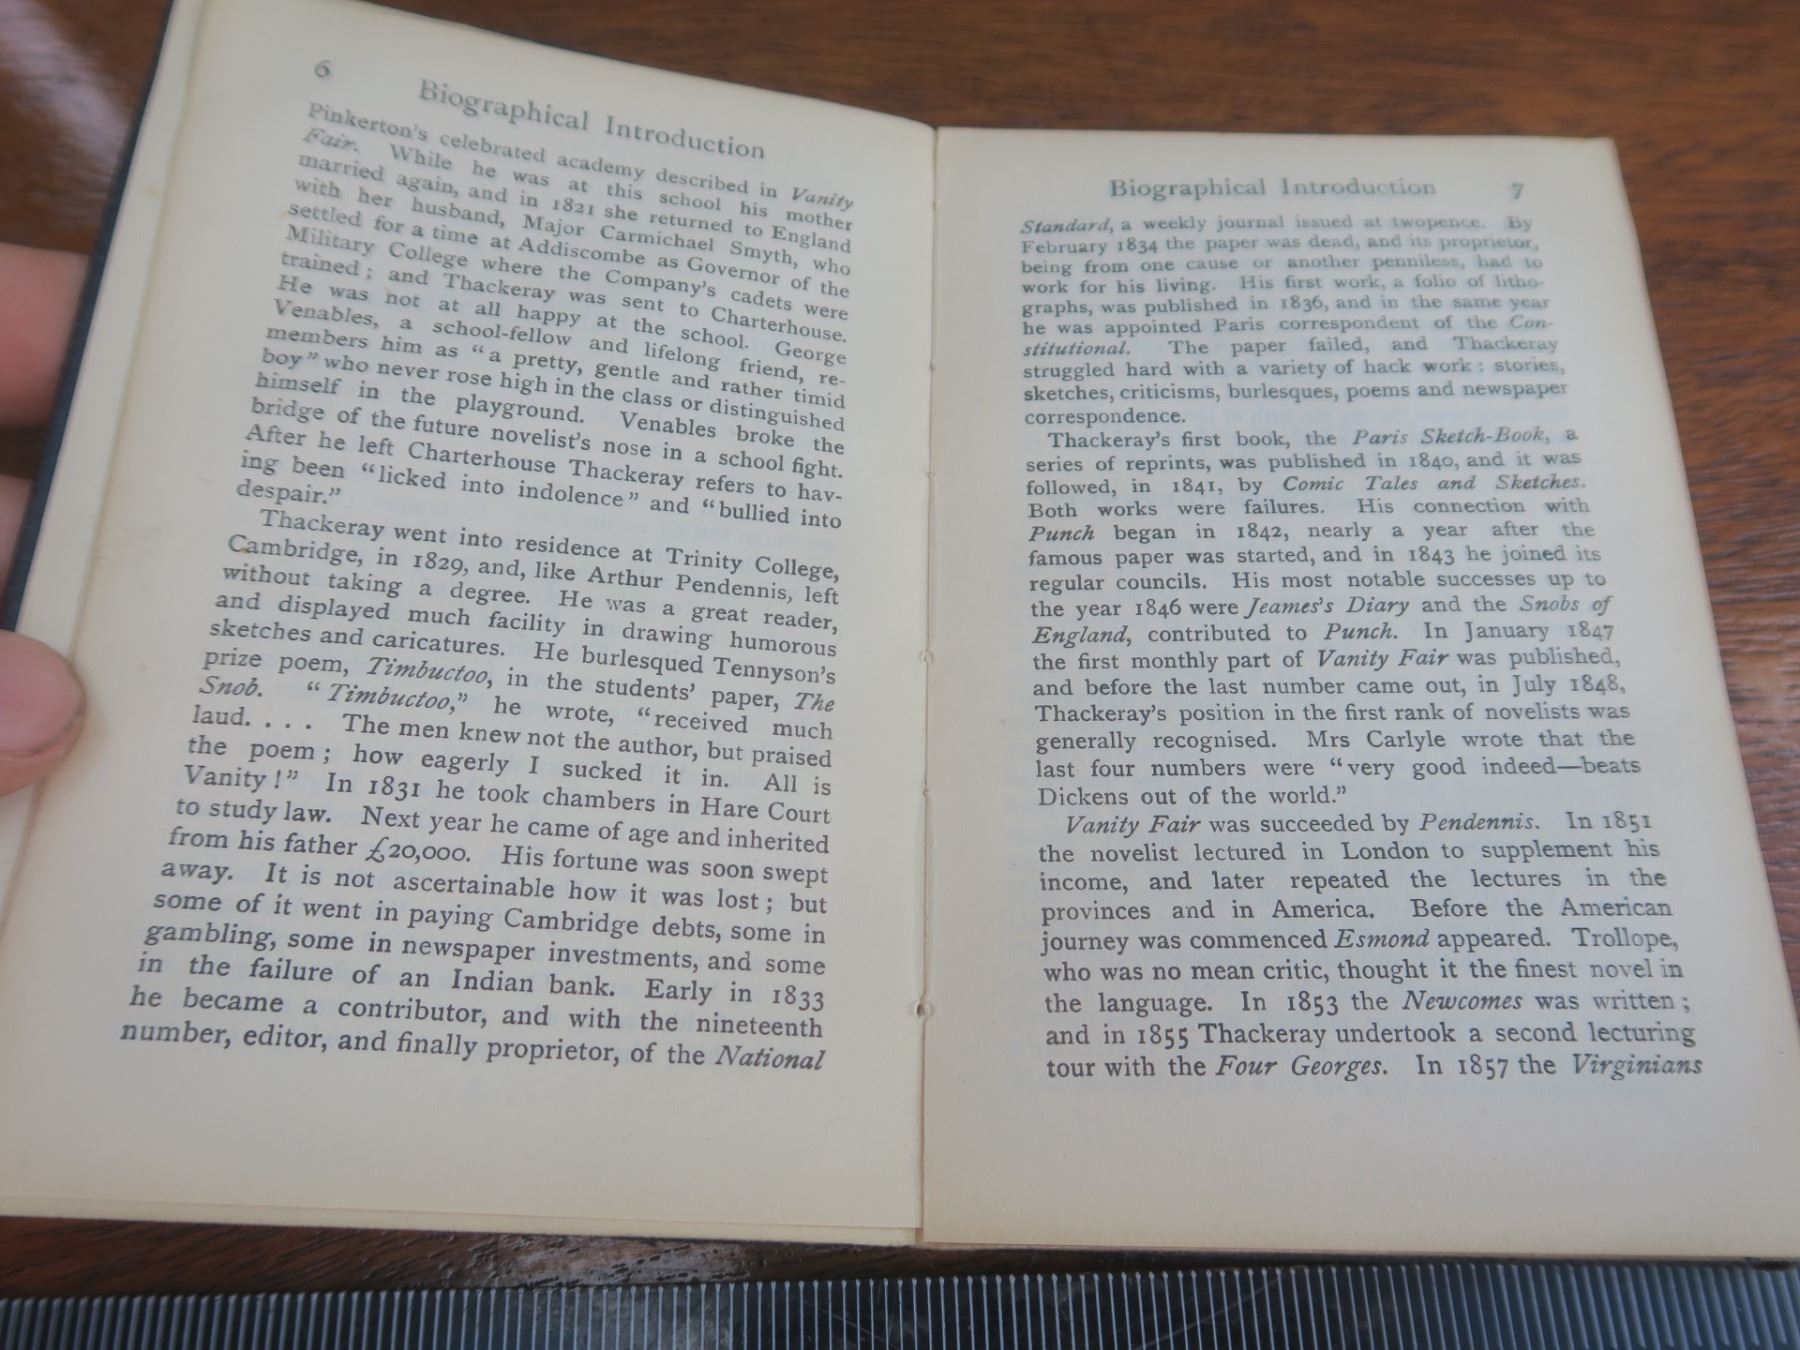 6
Biographical Introduction
Pinkerton's celebrated academy described in Vanity
Fair. While he was at this school his mother
married again, and in 1821 she returned to England
with her husband, Major Carmichael Smyth, who
settled for a time at Addiscombe as Governor of the
Military College where the Company's cadets were
trained; and Thackeray was sent to Charterhouse.
He was not at all happy at the school. George
Venables, a school-fellow and lifelong friend, re-
members him as "a pretty, gentle and rather timid
boy" who never rose high in the class or distinguished
himself in the playground. Venables broke the
bridge of the future novelist's nose in a school fight.
After he left Charterhouse Thackeray refers to hav-
ing been "licked into indolence" and "bullied into
despair."
Thackeray went into residence at Trinity College,
Cambridge, in 1829, and, like Arthur Pendennis, left
without taking a degree. He was a great reader,
and displayed much facility in drawing humorous
sketches and caricatures. He burlesqued Tennyson's
prize poem, Timbuctoo, in the students' paper, The
Snob. "Timbuctoo," he wrote, "received much
laud. . . . The men knew not the author, but praised
the poem; how eagerly I sucked it in. All is
Vanity!" In 1831 he took chambers in Hare Court
to study law. Next year he came of age and inherited
from his father £20,000. His fortune was soon swept
away. It is not ascertainable how it was lost; but
some of it went in paying Cambridge debts, some in
gambling, some in newspaper investments, and some
in the failure of an Indian bank. Early in 1833
he became a contributor, and with the nineteenth
number, editor, and finally proprietor, of the National
Biographical Introduction 7
Standard, a weekly journal issued at twopence. By
February 1834 the paper was dead, and its proprietor,
being from one cause or another penniless, had to
work for his living. His first work, a folio of litho-
graphs, was published in 1836, and in the same year
he was appointed Paris correspondent of the Con-
stitutional. The paper failed, and Thackeray
struggled hard with a variety of hack work: stories,
sketches, criticisms, burlesques, poems and newspaper
correspondence.
Thackeray's first book, the Paris Sketch-Book, a
series of reprints, was published in 1840, and it was
followed, in 1841, by Comic Tales and Sketches.
Both works were failures. His connection with
Punch began in 1842, nearly a year after the
famous paper was started, and in 1843 he joined its
regular councils. His most notable successes up to
the year 1846 were Jeames's Diary and the Snobs of
England, contributed to Punch. In January 1847
the first monthly part of Vanity Fair was published,
and before the last number came out, in July 1848,
Thackeray's position in the first rank of novelists was
generally recognised. Mrs Carlyle wrote that the
last four numbers were "very good indeed—beats
Dickens out of the world."
Vanity Fair was succeeded by Pendennis. In 1851
the novelist lectured in London to supplement his
income, and later repeated the lectures in the
provinces and in America. Before the American
journey was commenced Esmond appeared. Trollope,
who was no mean critic, thought it the finest novel in
the language. In 1853 the Newcomes was written;
and in 1855 Thackeray undertook a second lecturing
tour with the Four Georges. In 1857 the Virginians